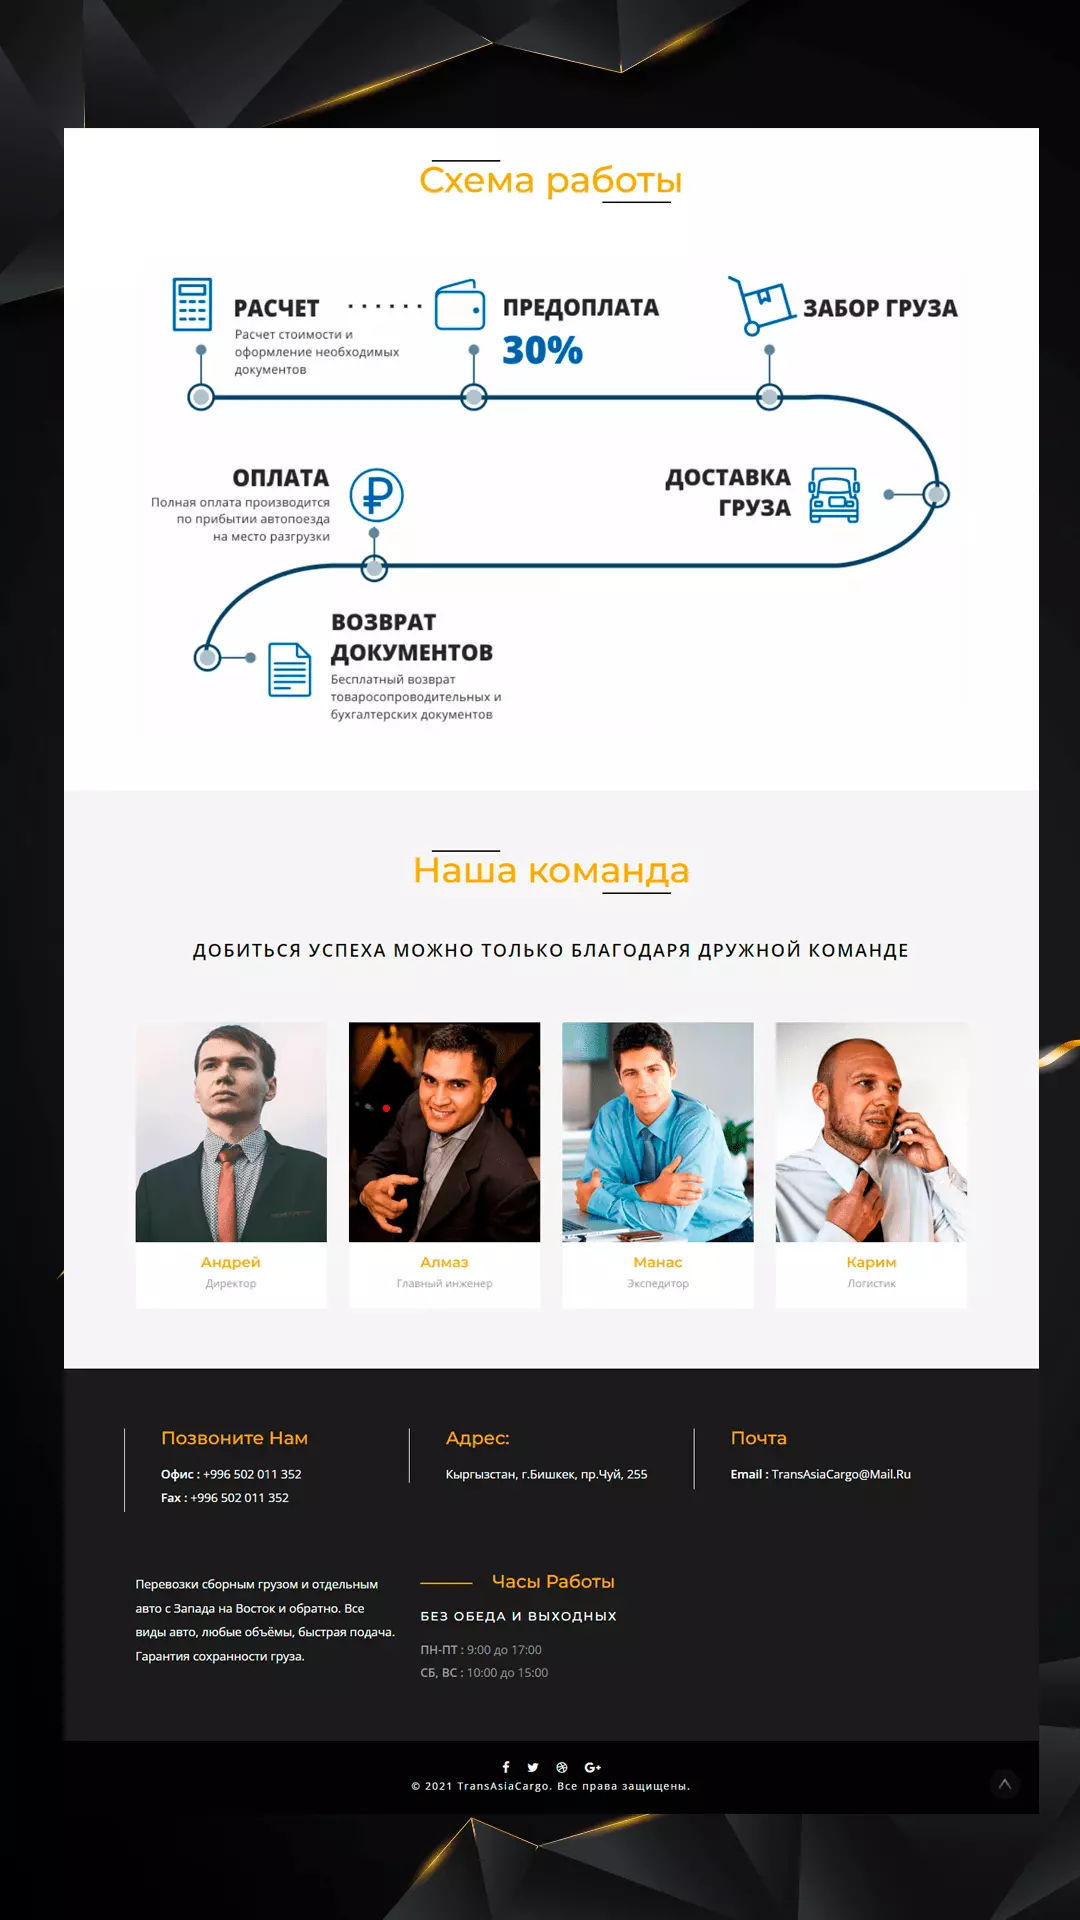 Схема работы
РАСЧЕТ
Расчет стоимости и
оформление необходимых
документов
ПРЕДОПЛАТА
30%
ЗАБОР ГРУЗА
ДОСТАВКА
ГРУЗА
ОПЛАТА
Полная оплата производится
по прибытии автопоезда
на место разгрузки
ВОЗВРАТ
ДОКУМЕНТОВ
Бесплатный возврат
товаросопроводительных и
бухгалтерских документов
Наша команда
ДОБИТЬСЯ УСПЕХА МОЖНО ТОЛЬКО БЛАГОДАРЯ ДРУЖНОЙ КОМАНДЕ
Андрей
Директор
Алмаз
Главный инженер
Манас
Экспедитор
Карим
Логистик
Позвоните Нам
Офис : +996 502 011 352
Fax : +996 502 011 352
Адрес:
Кыргызстан, г.Бишкек, пр.Чуй, 255
Почта
Email : TransAsiaCargo@Mail.Ru
Перевозки сборным грузом и отдельным
авто с Запада на Восток и обратно. Все
виды авто, любые объёмы, быстрая подача.
Гарантия сохранности груза.
Часы Работы
БЕЗ ОБЕДА И ВЫХОДНЫХ
ПН-ПТ : 9:00 до 17:00
СБ, ВС : 10:00 до 15:00
© 2021 TransAsiaCargo. Все права защищены.